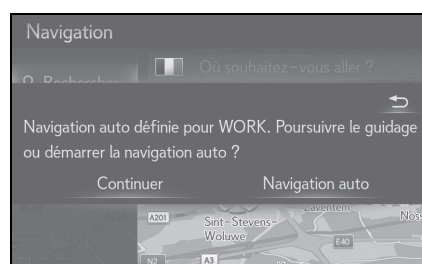 Navigation
Où souhaitez-vous aller ?
Rechercher
Navigation auto définie pour WORK. Poursuivre le guidage
ou démarrer la navigation auto ?
Continuer
Navigation auto
Zaventem
A201
Sint-Stevens-
Woluwe
E40
N2
A3